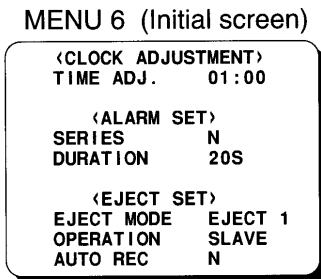 MENU 6 (Initial screen)
‹CLOCK ADJUSTMENT›
TIME ADJ. 01:00
‹ALARM SET›
SERIES N
DURATION 20S
‹EJECT SET›
EJECT MODE EJECT 1
OPERATION SLAVE
AUTO REC N